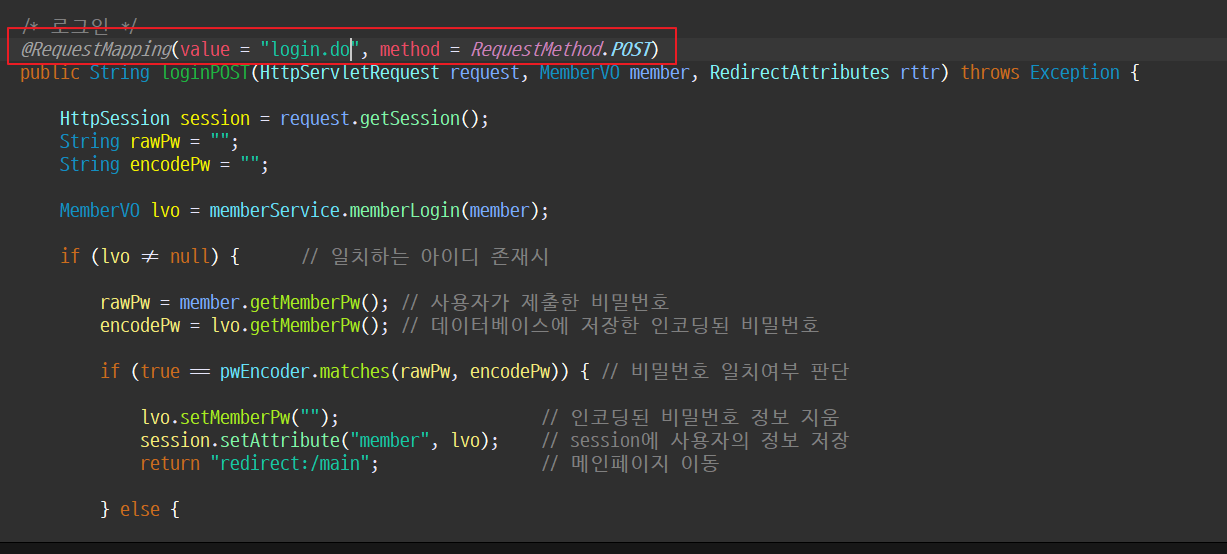 /* 로그인 */
@RequestMapping(value = "login.do", method = RequestMethod.POST)
public String loginPOST(HttpServletRequest request, MemberVO member, RedirectAttributes rttr) throws Exception {
HttpSession session = request.getSession();
String rawPw = "";
String encodePw = "";
MemberVO lvo = memberService.memberLogin(member);
if (lvo ≠ null) { // 일치하는 아이디 존재시
rawPw = member.getMemberPw(); // 사용자가 제출한 비밀번호
encodePw = lvo.getMemberPw(); // 데이터베이스에 저장한 인코딩된 비밀번호
if (true == pwEncoder.matches(rawPw, encodePw)) { // 비밀번호 일치여부 판단
lvo.setMemberPw(""); // 인코딩된 비밀번호 정보 지움
session.setAttribute("member", lvo); // session에 사용자의 정보 저장
return "redirect:/main"; // 메인페이지 이동
} else {